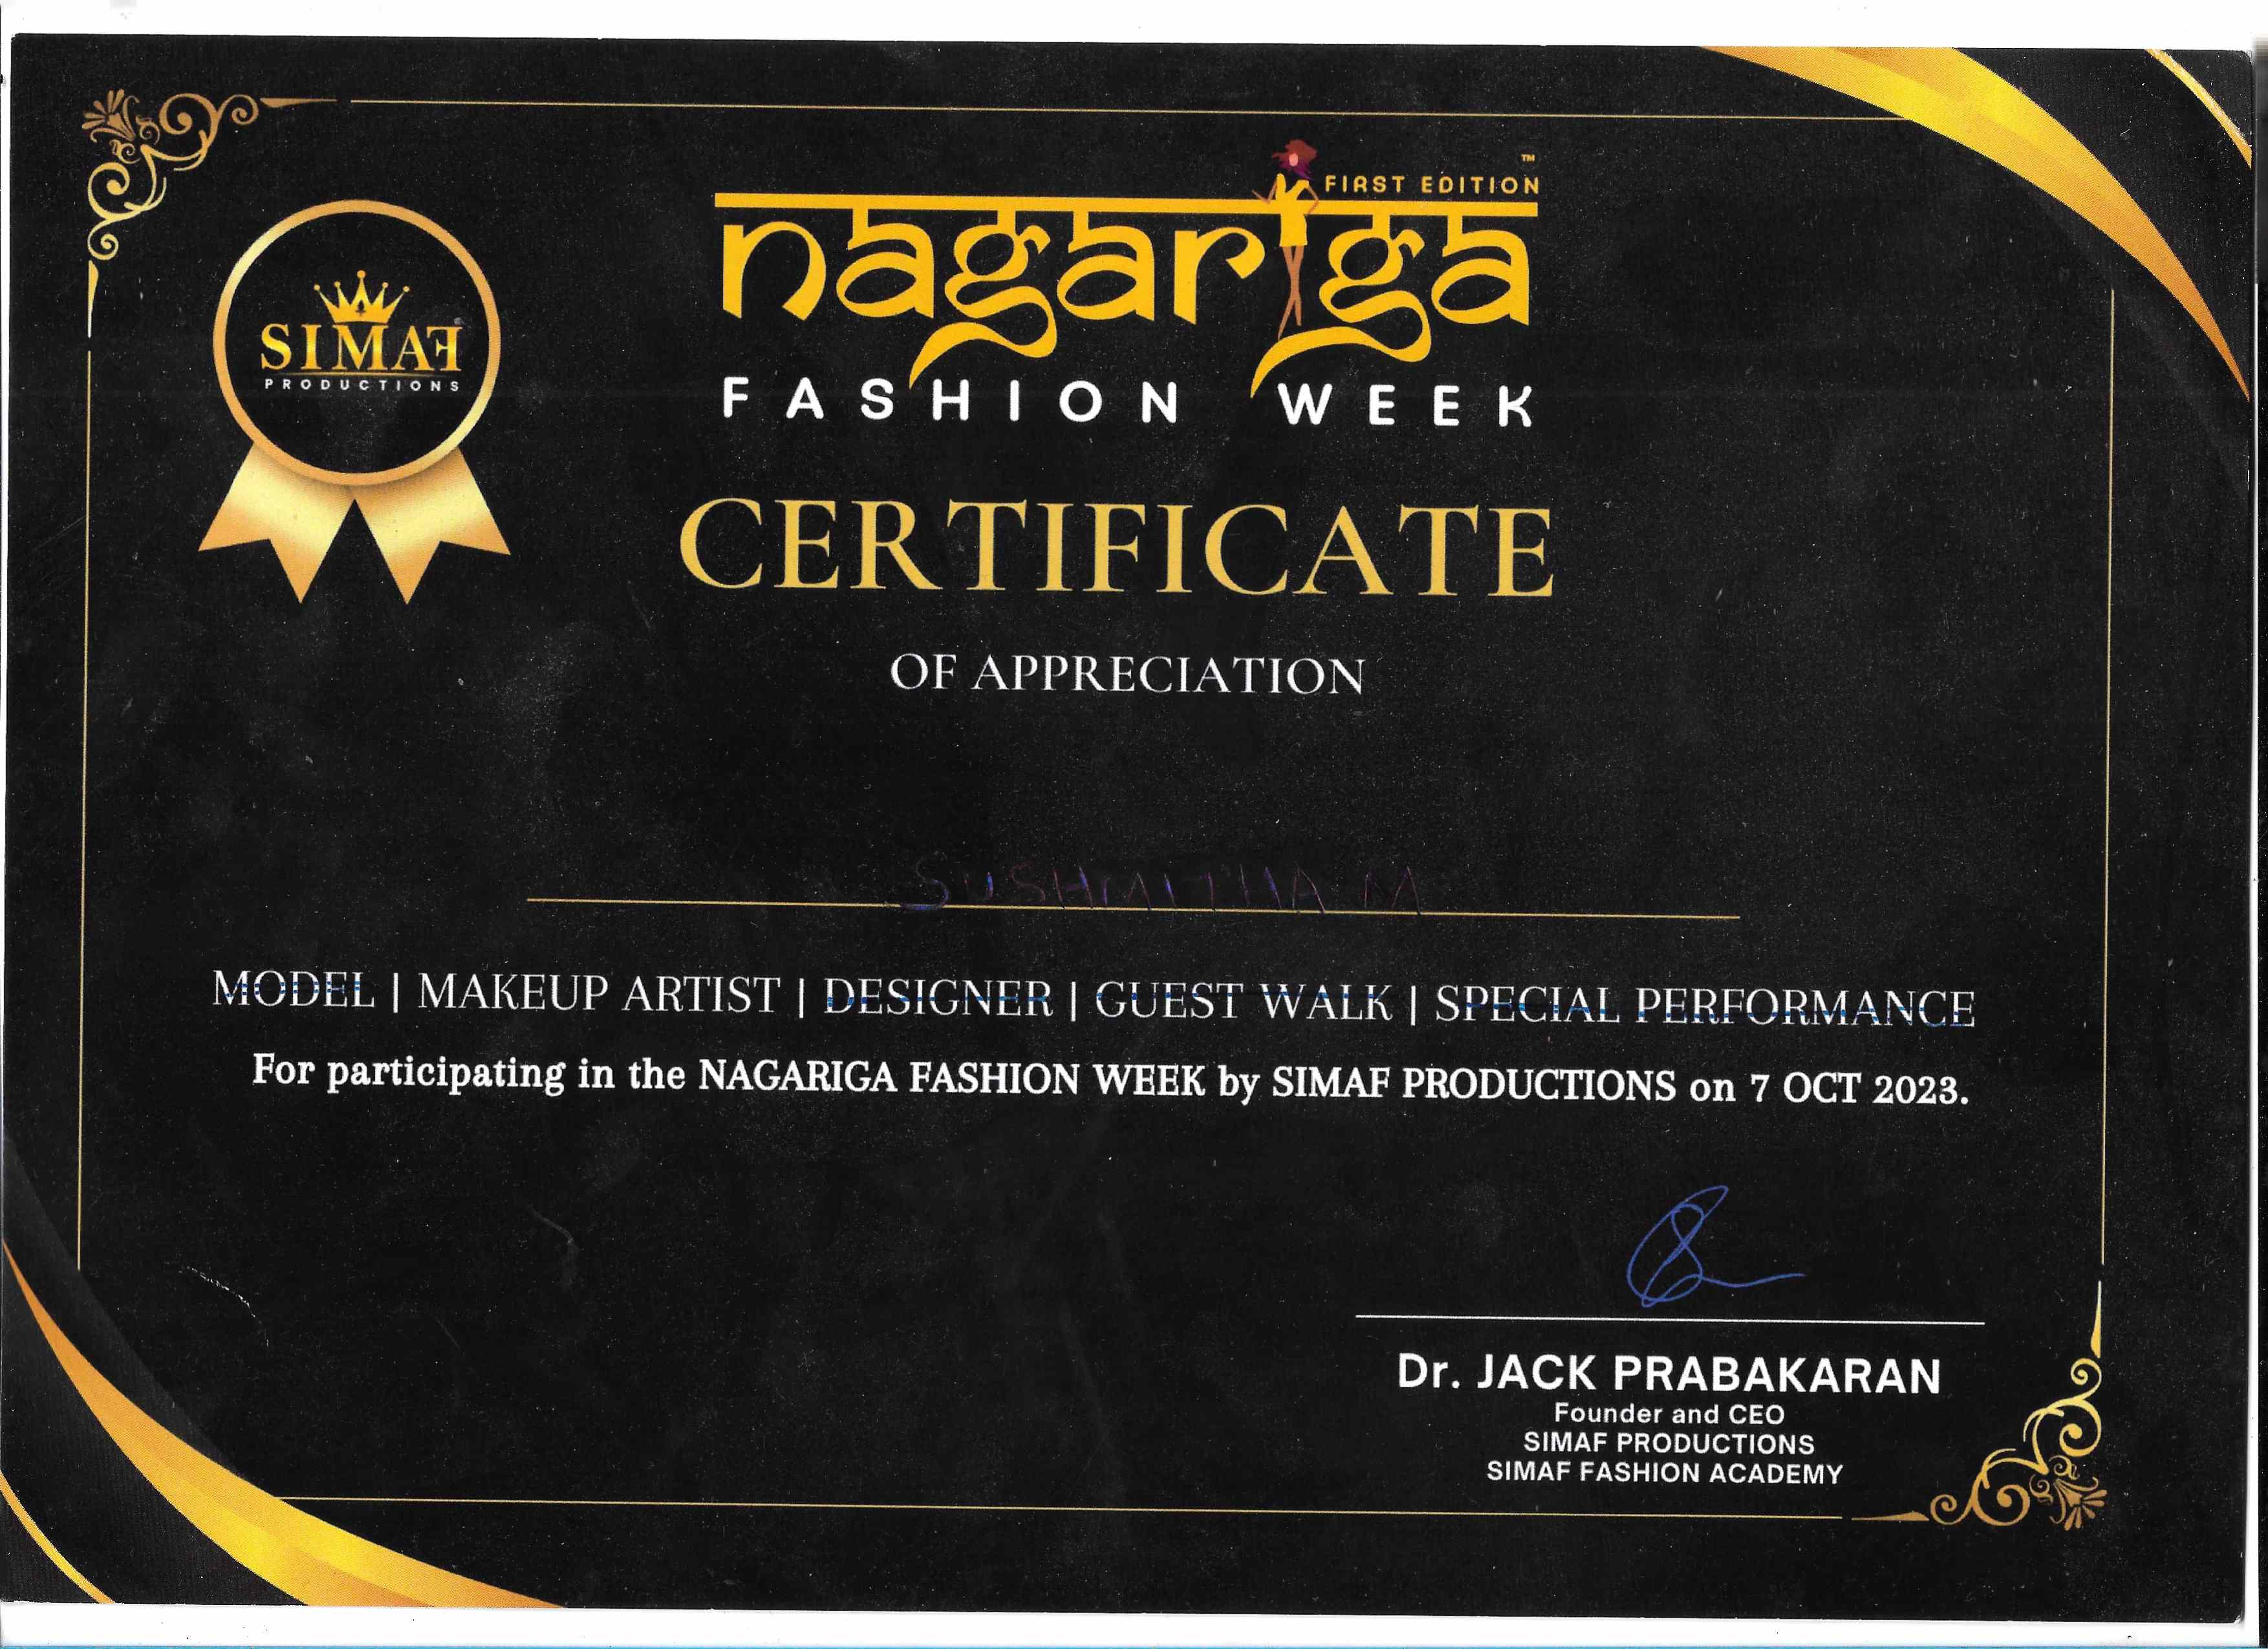 FIRST EDITION ™
nagariga
FASHION WEEK
SIMAF
PRODUCTIONS
CERTIFICATE
OF APPRECIATION
SUSHMITHA M
MODEL | MAKEUP ARTIST | DESIGNER | GUEST WALK | SPECIAL PERFORMANCE
For participating in the NAGARIGA FASHION WEEK by SIMAF PRODUCTIONS on 7 OCT 2023.
Dr. JACK PRABAKARAN
Founder and CEO
SIMAF PRODUCTIONS
SIMAF FASHION ACADEMY